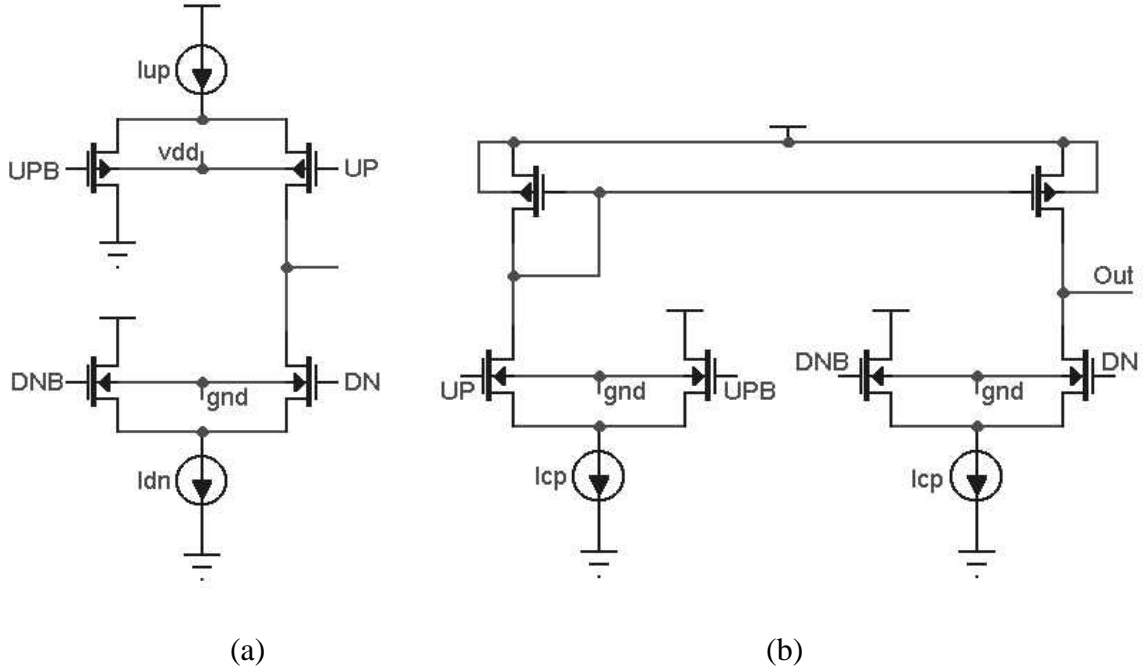 Iup
vdd
UPB UP
DNB DN
gnd
Idn
Out
UP gnd UPB DNB gnd DN
Icp Icp
(a) (b)